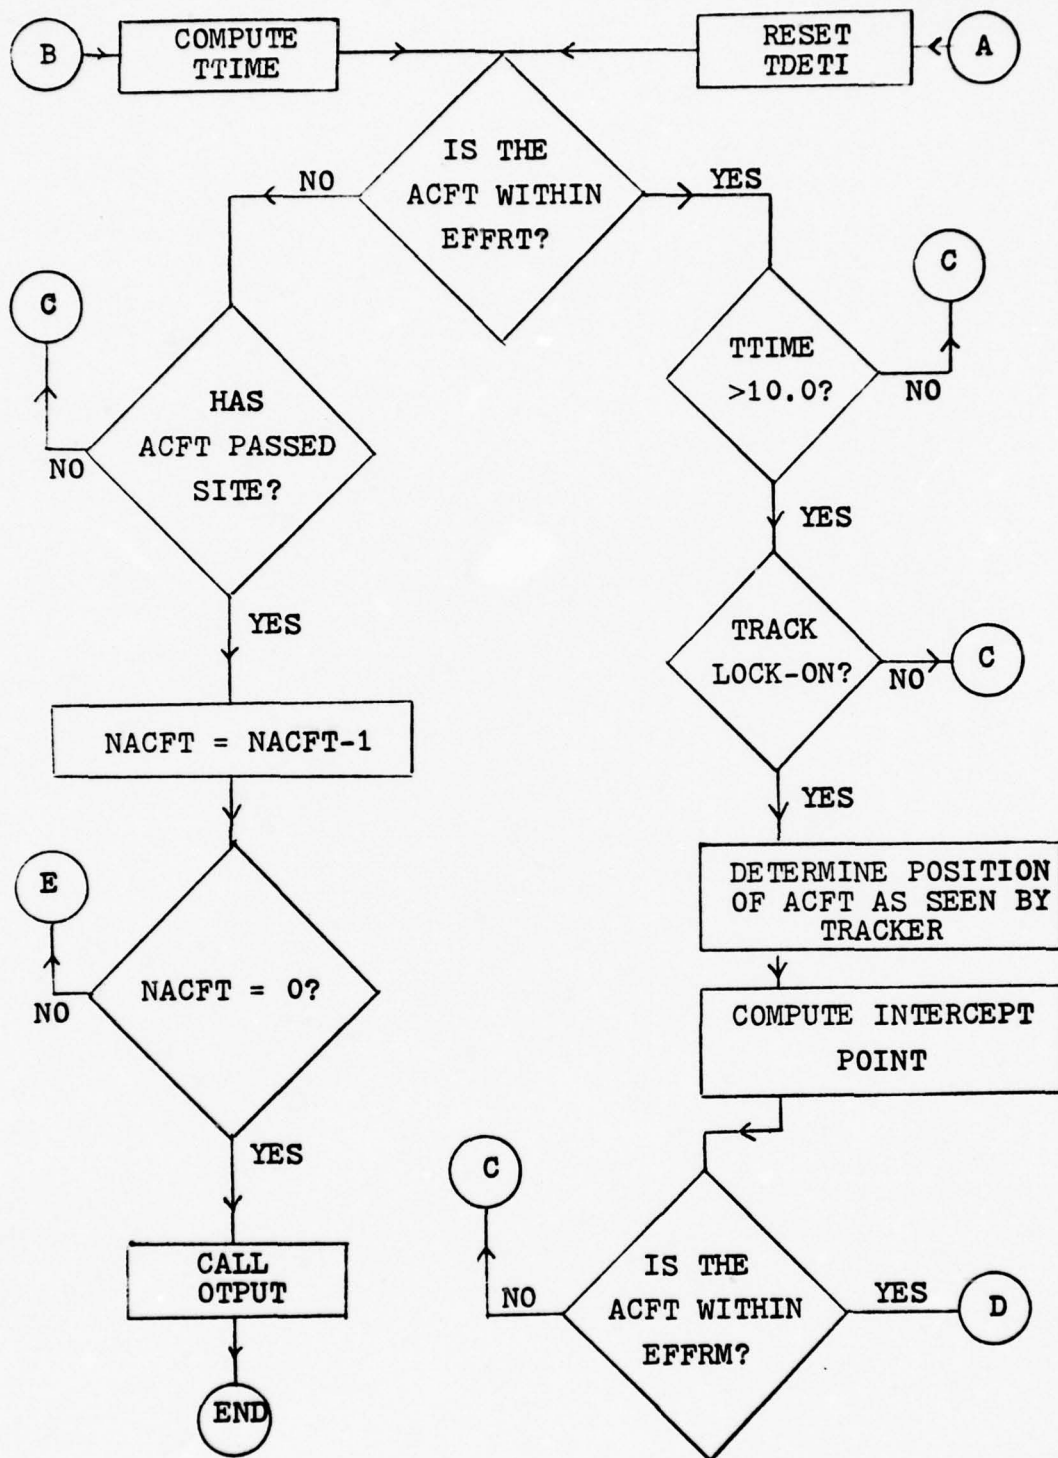 B
COMPUTE
TTIME
RESET
TDETI
A
IS THE
ACFT WITHIN
EFFRT?
NO
YES
C
HAS
ACFT PASSED
SITE?
NO
YES
C
TTIME
>10.0?
NO
YES
TRACK
LOCK-ON?
NO
C
YES
NACFT = NACFT-1
E
NACFT = 0?
NO
YES
CALL
OTPUT
END
DETERMINE POSITION
OF ACFT AS SEEN BY
TRACKER
COMPUTE INTERCEPT
POINT
C
IS THE
ACFT WITHIN
EFFRM?
NO
YES
D